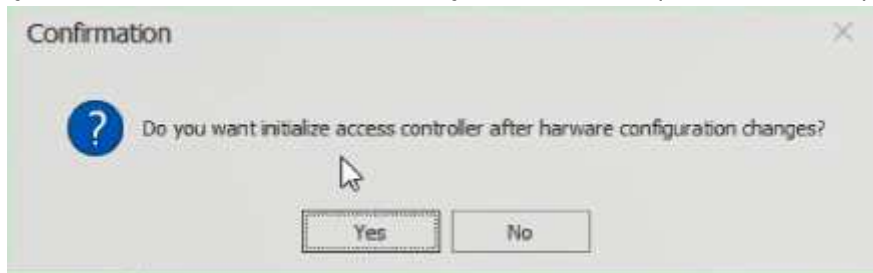 Confirmation
Do you want initialize access controller after harware configuration changes?
Yes
No